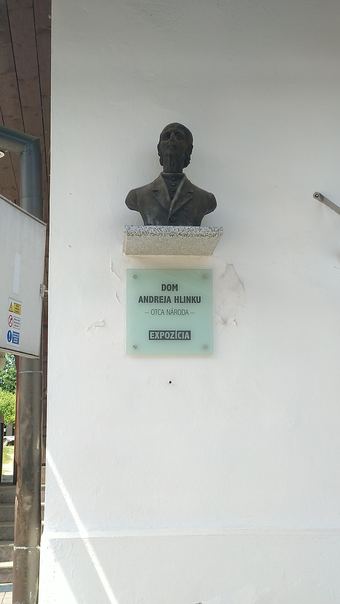 DOM
ANDREJA HLINKU
– OTCA NÁRODA –
EXPOZÍCIA